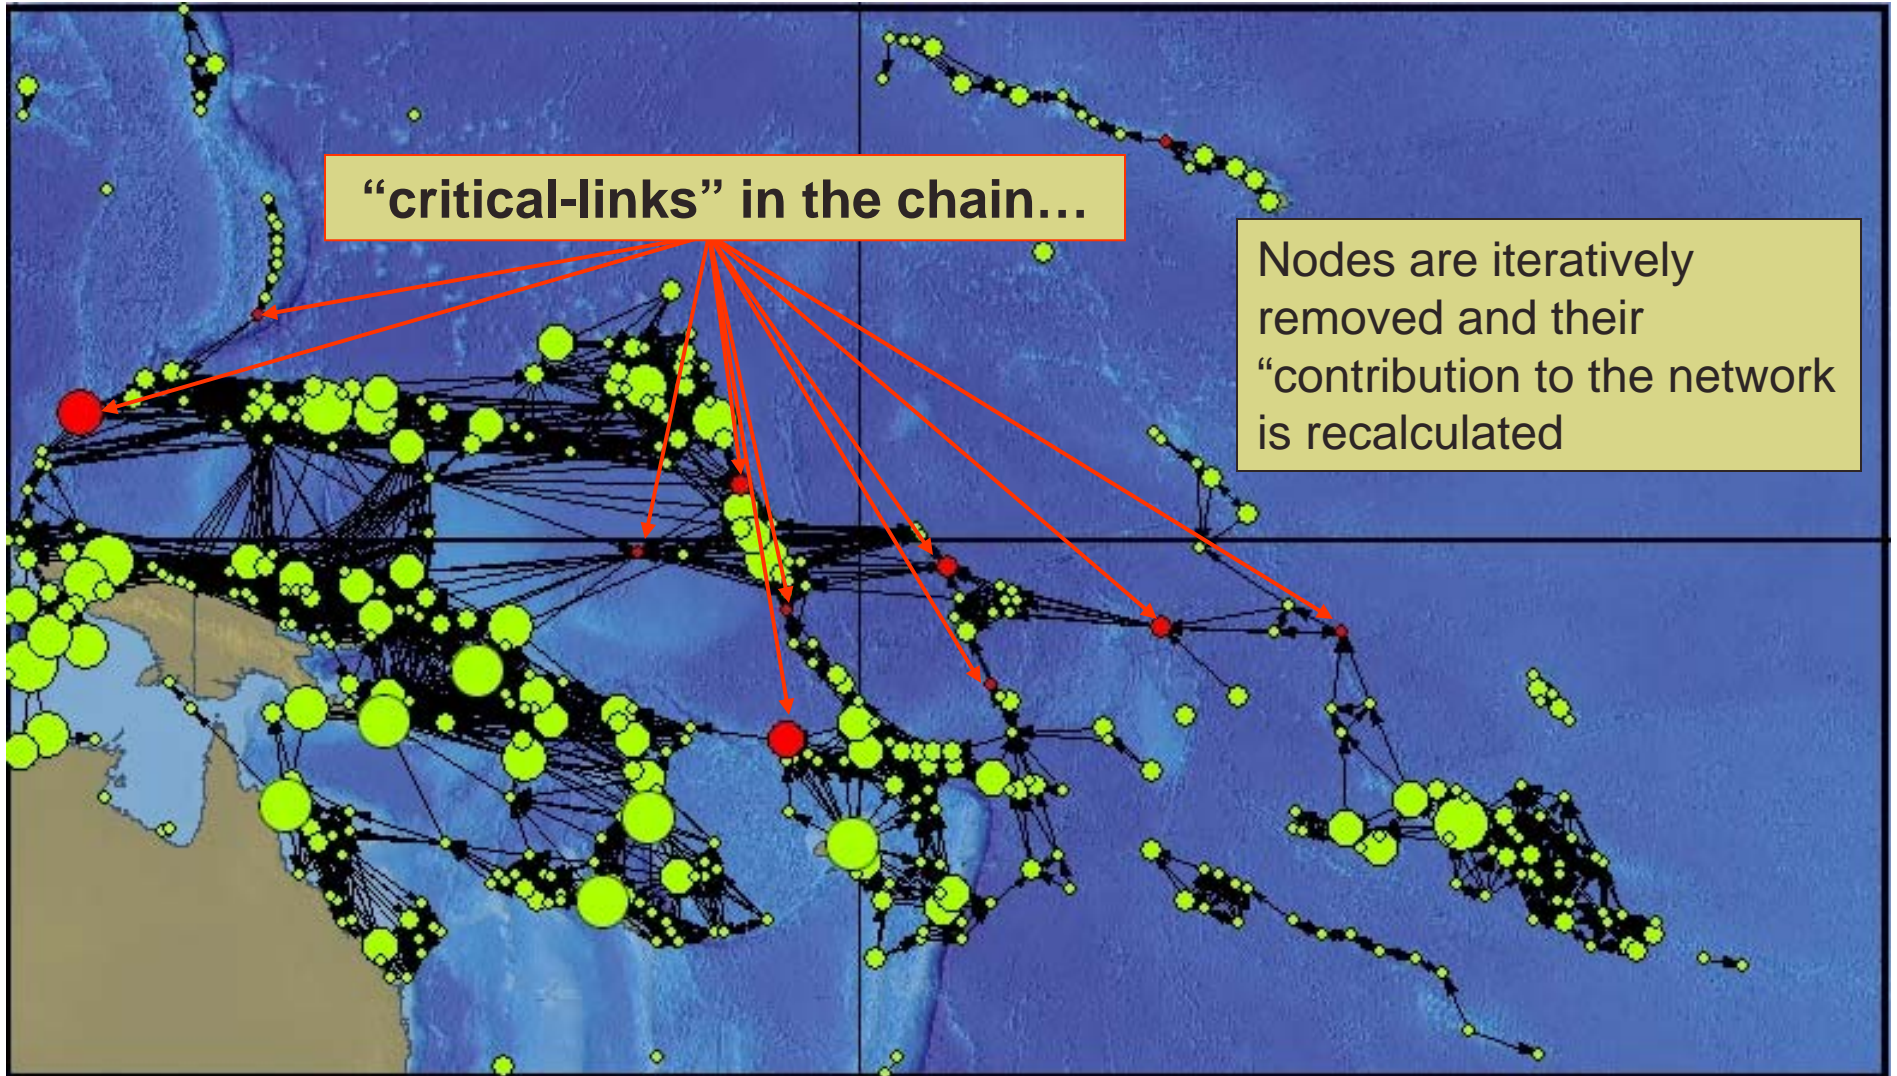 “critical-links” in the chain…
Nodes are iteratively
removed and their
“contribution to the network
is recalculated